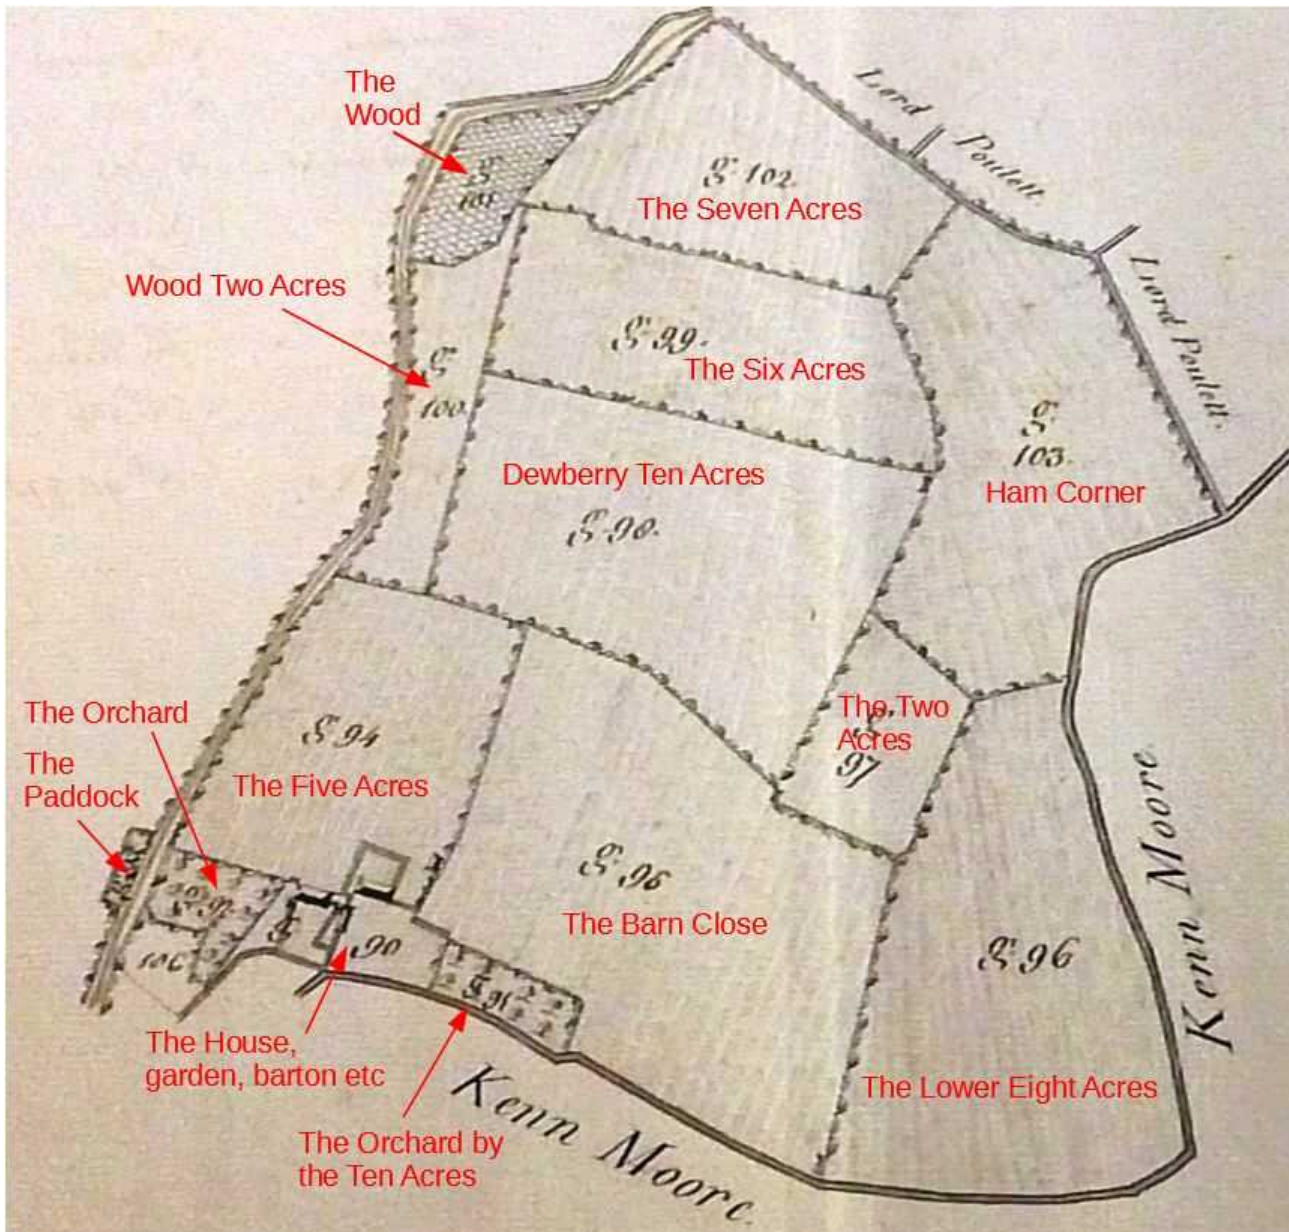 The
Wood
Lord
Poulett
g 101
g 102.
The Seven Acres
Wood Two Acres
Lord Poulett.
g 99.
The Six Acres
g
100.
g
103.
Ham Corner
Dewberry Ten Acres
g 98.
The Orchard
The
Paddock
g 94
The Five Acres
The Two
Acres
97
g 96
The Barn Close
Kenn Moore.
g 96
90
106
g 91
The House,
garden, barton etc
The Lower Eight Acres
Kenn Moore.
The Orchard by
the Ten Acres